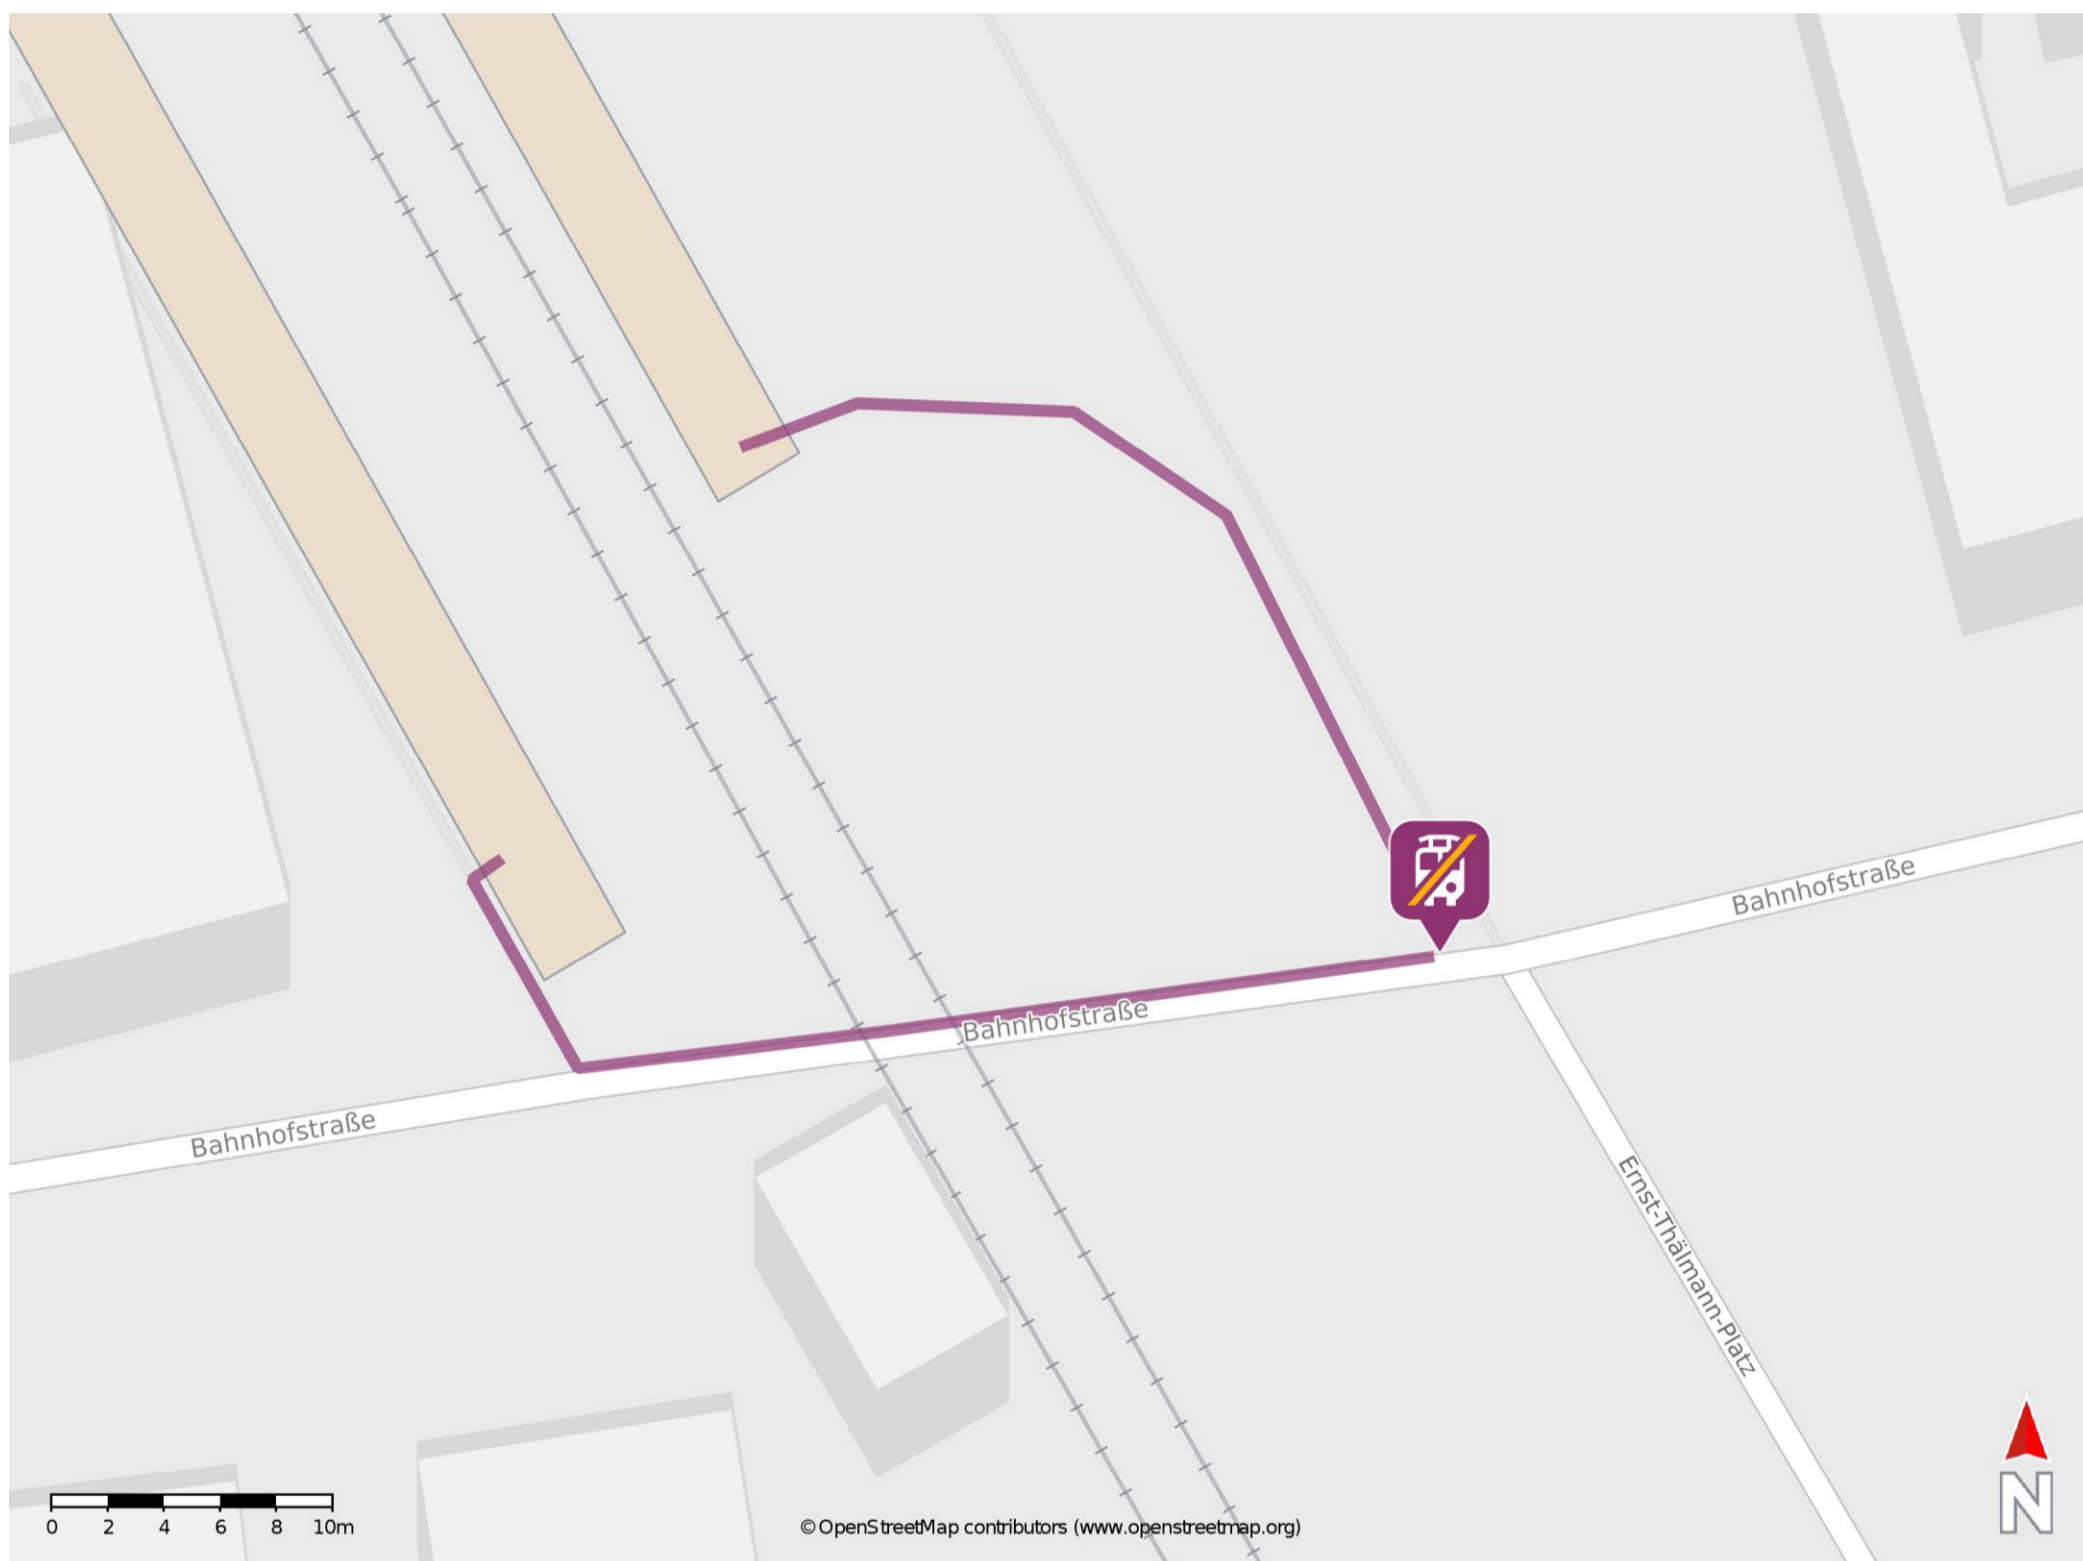 Bahnhofstraße
Bahnhofstraße
Bahnhofstraße
Ernst-Thälmann-Platz
0 2 4 6 8 10m
© OpenStreetMap contributors (www.openstreetmap.org)
N